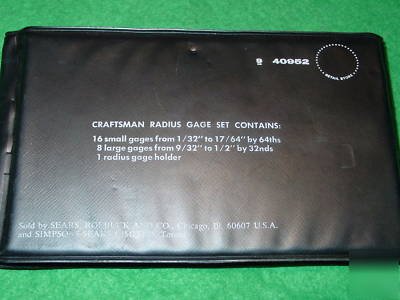 9 40952
RETAIL STORE
CRAFTSMAN RADIUS GAGE SET CONTAINS:
16 small gages from 1/32" to 17/64" by 64ths
8 large gages from 9/32" to 1/2" by 32nds
1 radius gage holder
Sold by SEARS, ROEBUCK AND CO., Chicago, Ill. 60607 U.S.A.
and SIMPSONS-SEARS LIMITED, Toronto